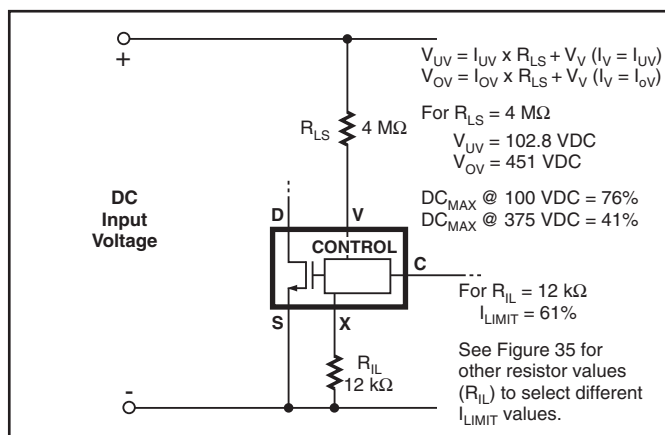 +
V_UV = I_UV x R_LS + V_V (I_V = I_UV)
V_OV = I_OV x R_LS + V_V (I_V = I_oV)
For R_LS = 4 MΩ
V_UV = 102.8 VDC
V_OV = 451 VDC
DC_MAX @ 100 VDC = 76%
DC_MAX @ 375 VDC = 41%
R_LS
4 MΩ
DC
Input
Voltage
D
V
CONTROL
C
S
X
For R_IL = 12 kΩ
I_LIMIT = 61%
See Figure 35 for
other resistor values
(R_IL) to select different
I_LIMIT values.
R_IL
12 kΩ
-